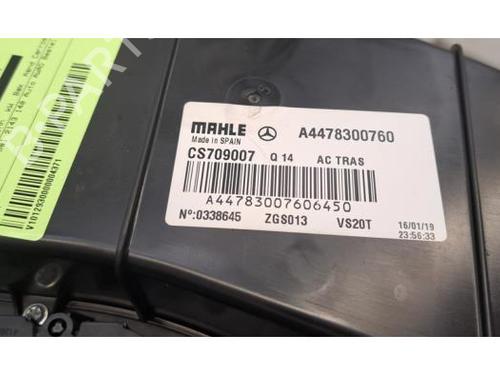 MAHLE A4478300760
Made in SPAIN
CS709007 Q 14 AC TRAS
A44783007606450
Nº:0338645 ZGS013 VS20T 16/01/19
23:56:33
V10129300000004371